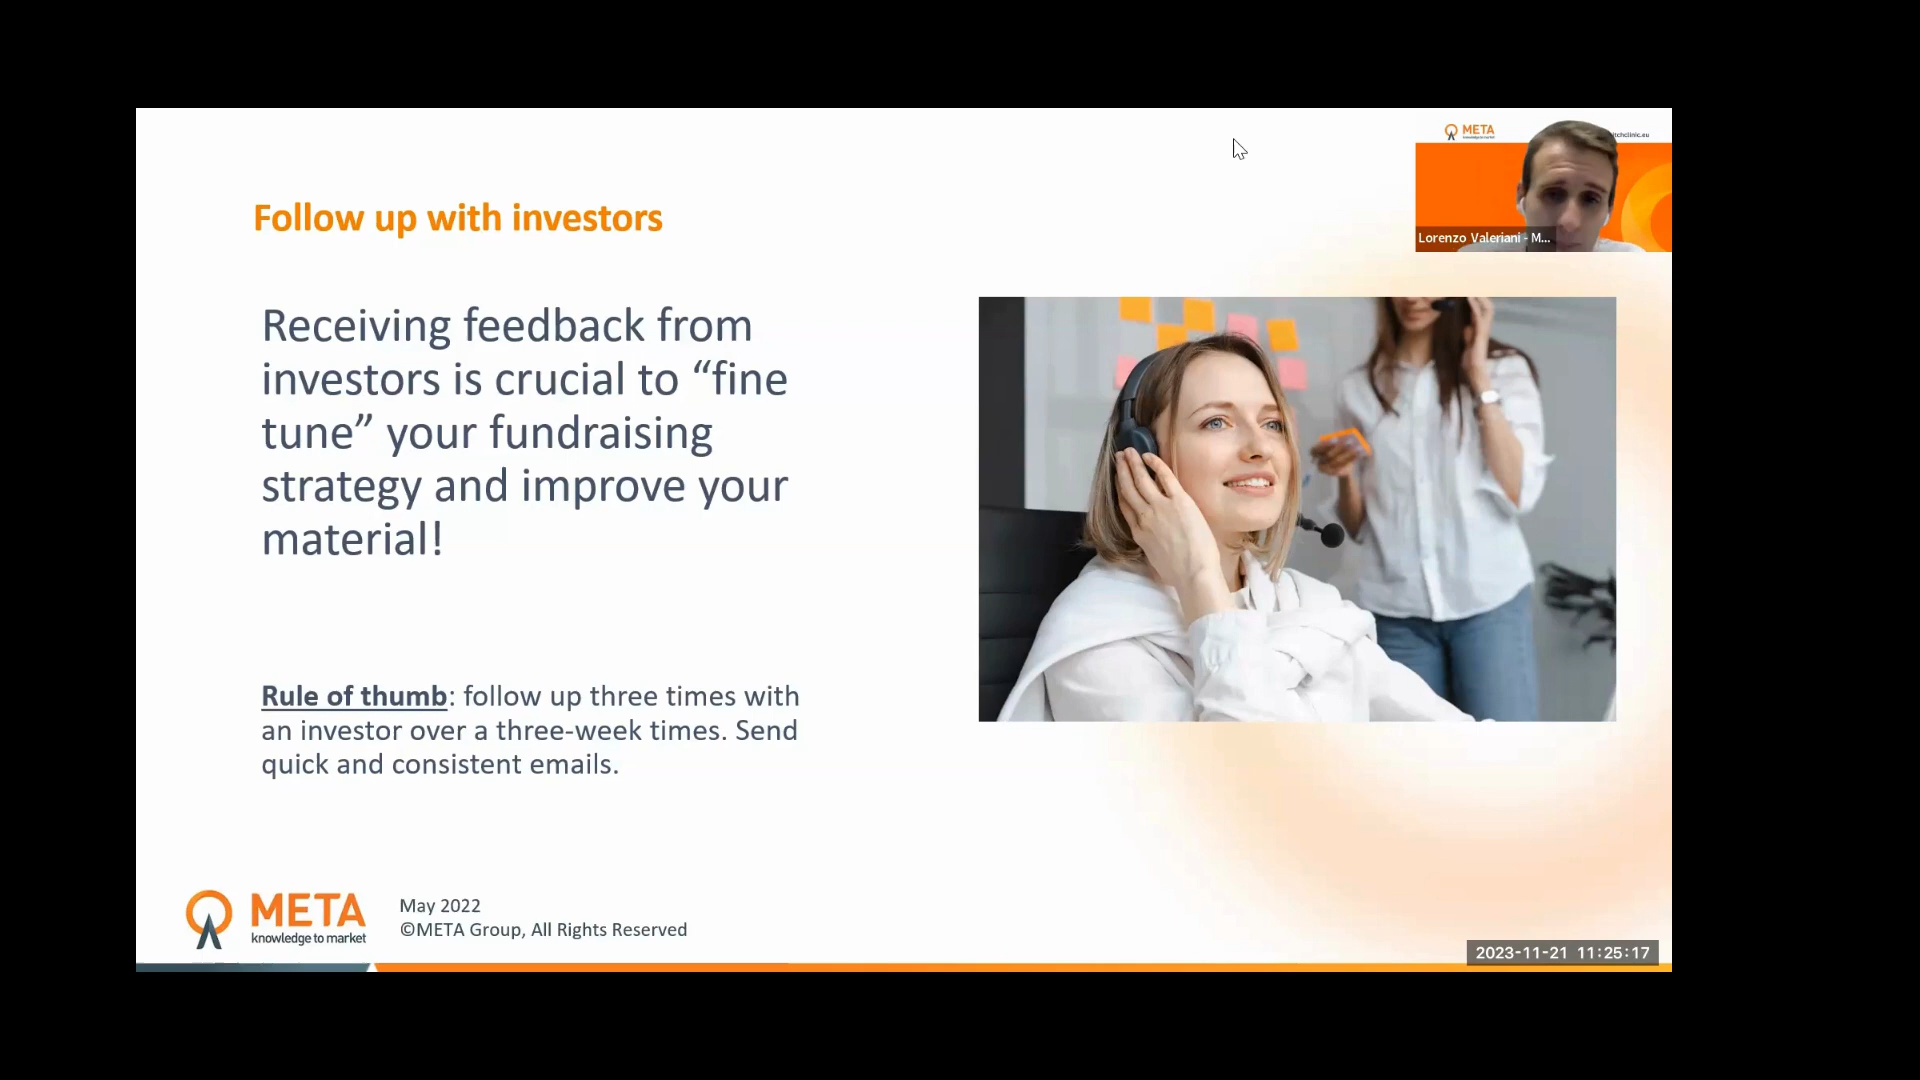 META
Lorenzo Valeriani - M...
Follow up with investors
Receiving feedback from
investors is crucial to “fine
tune” your fundraising
strategy and improve your
material!
Rule of thumb: follow up three times with
an investor over a three-week times. Send
quick and consistent emails.
META
knowledge to market
May 2022
©META Group, All Rights Reserved
2023-11-21 11:25:17